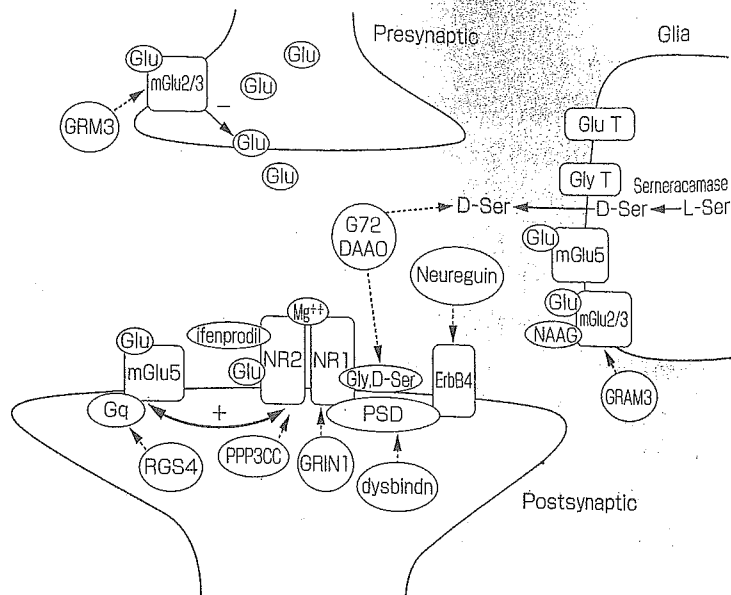 Presynaptic
Glia
Glu
mGlu2/3
Glu
Glu
Glu
GRM3
−
Glu
Glu
Glu T
Gly T
Serneracamase
D-Ser
D-Ser
L-Ser
G72
DAAO
Glu
mGlu5
Neureguin
Glu
mGlu2/3
NAAG
Mg++
ifenprodil
Glu
NR2
NR1
mGlu5
Glu
Gly,D-Ser
ErbB4
GRAM3
Gq
+
PSD
RGS4
PPP3CC
GRIN1
dysbindn
Postsynaptic